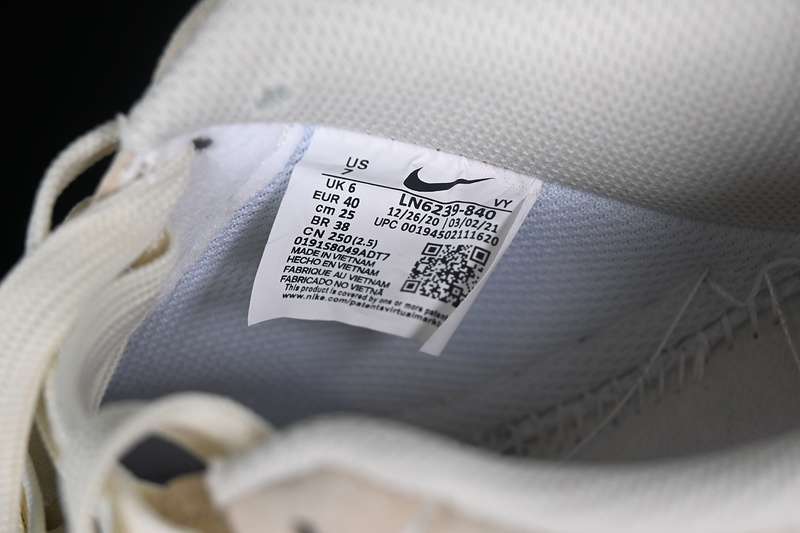 US
7
UK 6
EUR 40
cm 25
BR 38
CN 250(2.5)
0191S8049ADT7
MADE IN VIETNAM
HECHO EN VIETNAM
FABRIQUE AU VIETNAM
FABRICADO NO VIETNÃ
This product is covered by one or more patents
www.nike.com/patentsvirtualmark
VY
LN6239-840
12/26/20 | 03/02/21
UPC 00194502111620